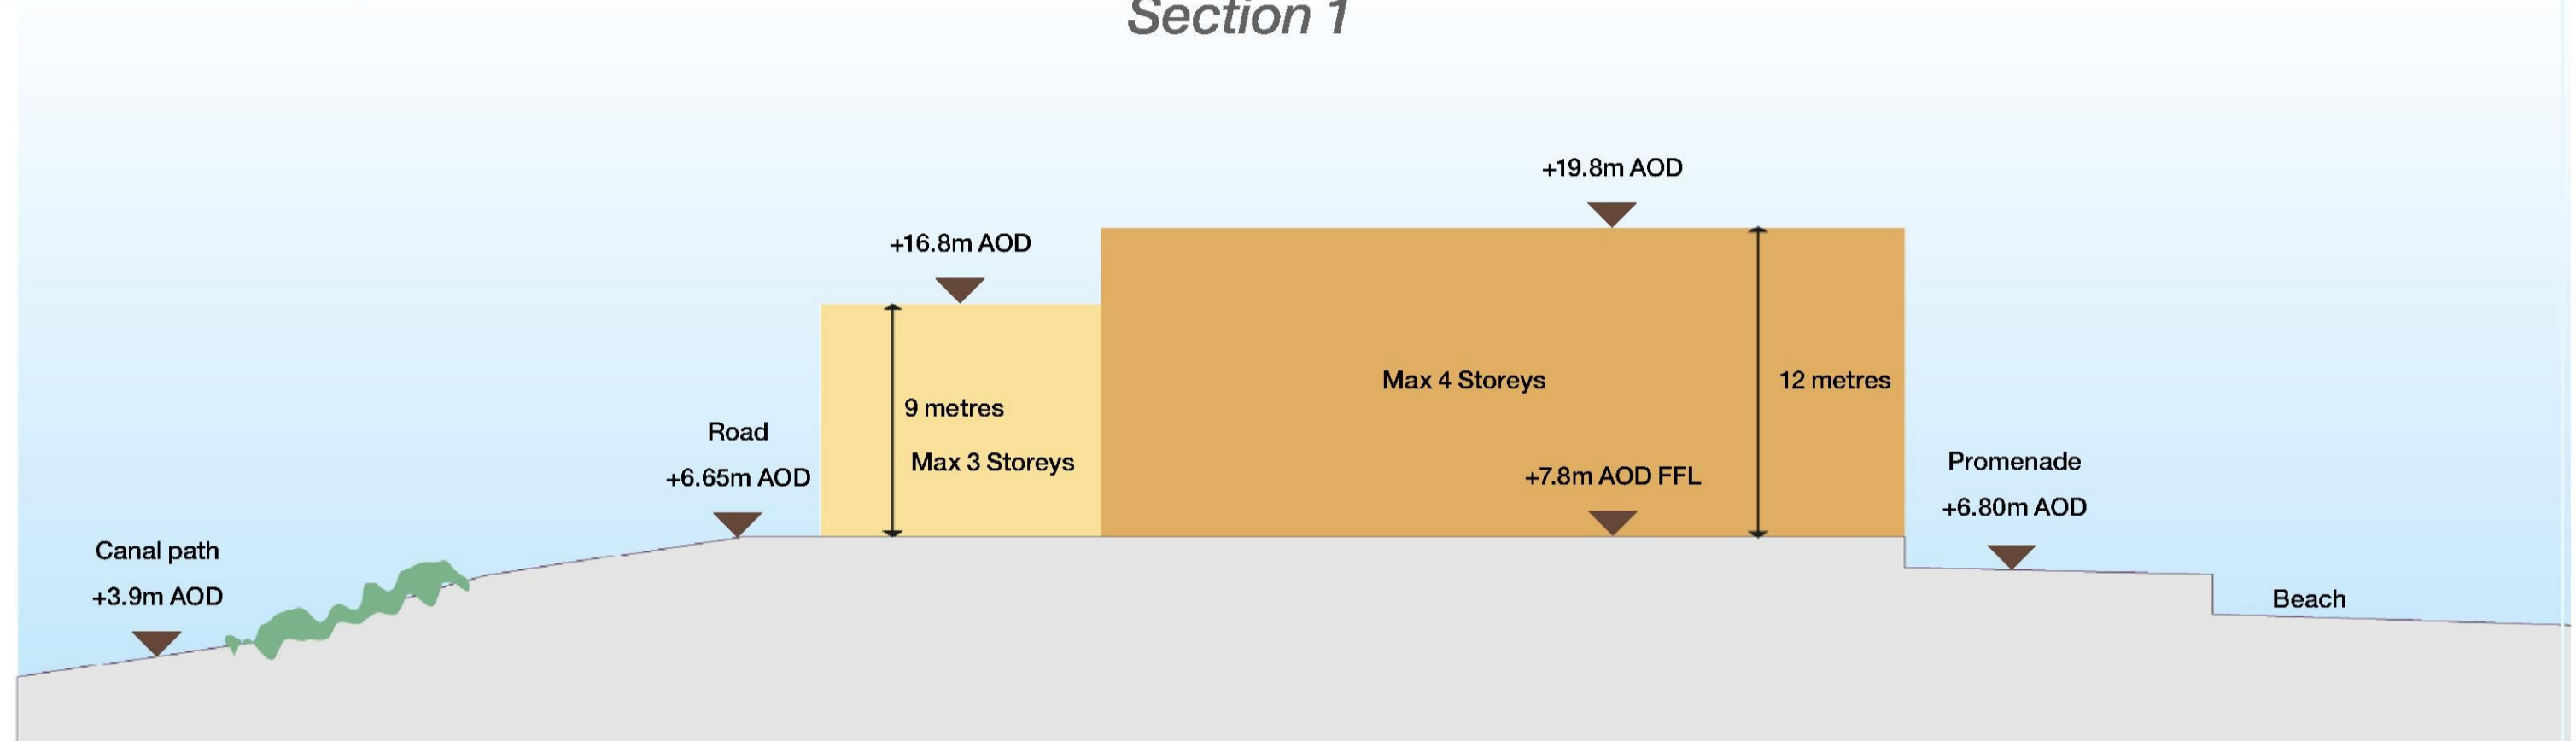 Section 1
+19.8m AOD
+16.8m AOD
Max 4 Storeys
12 metres
9 metres
Max 3 Storeys
Road
+6.65m AOD
+7.8m AOD FFL
Promenade
+6.80m AOD
Canal path
+3.9m AOD
Beach